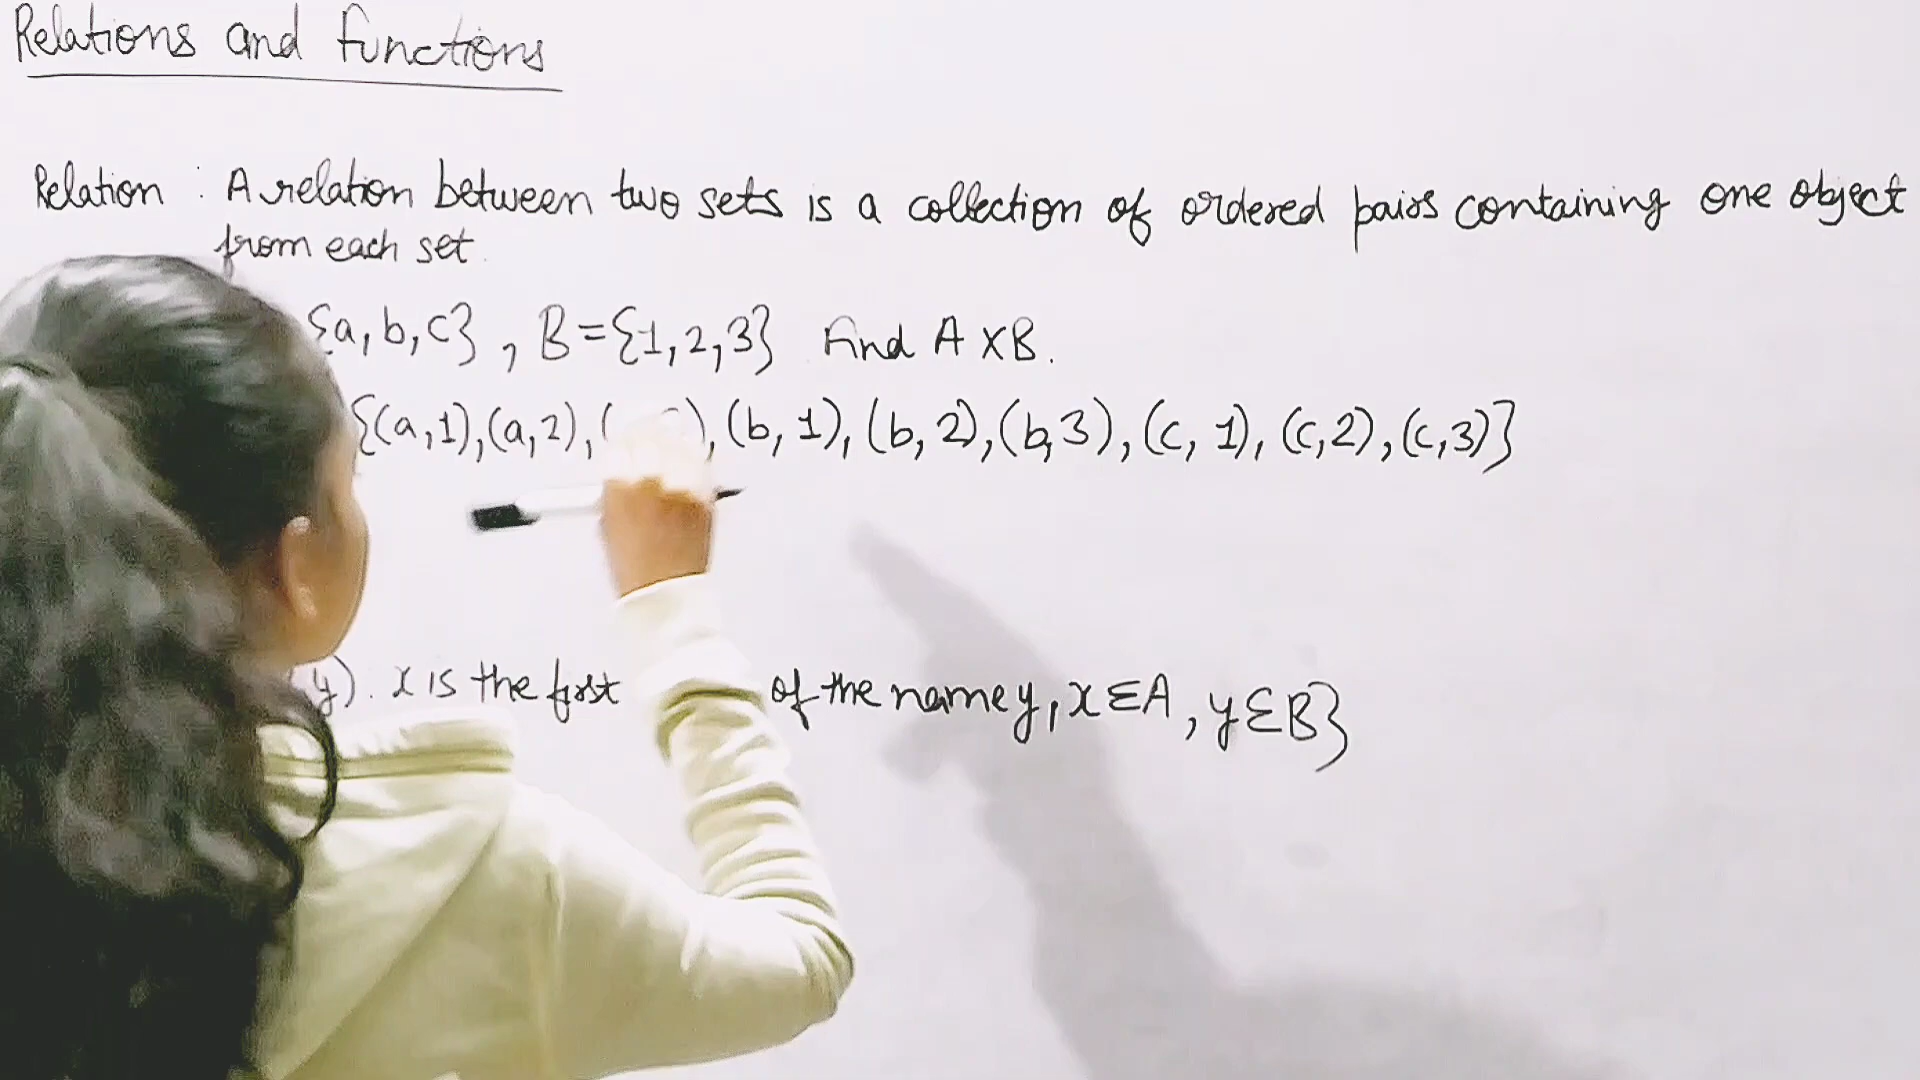 Relations and functions
Relation : A relation between two sets is a collection of ordered pairs containing one object
from each set.
{a, b, c} , B = {1, 2, 3} Find A X B.
{(a, 1), (a, 2), ( ), (b, 1), (b, 2), (b, 3), (c, 1), (c, 2), (c, 3)}
y). x is the first of the name y, x ∈ A , y ∈ B}